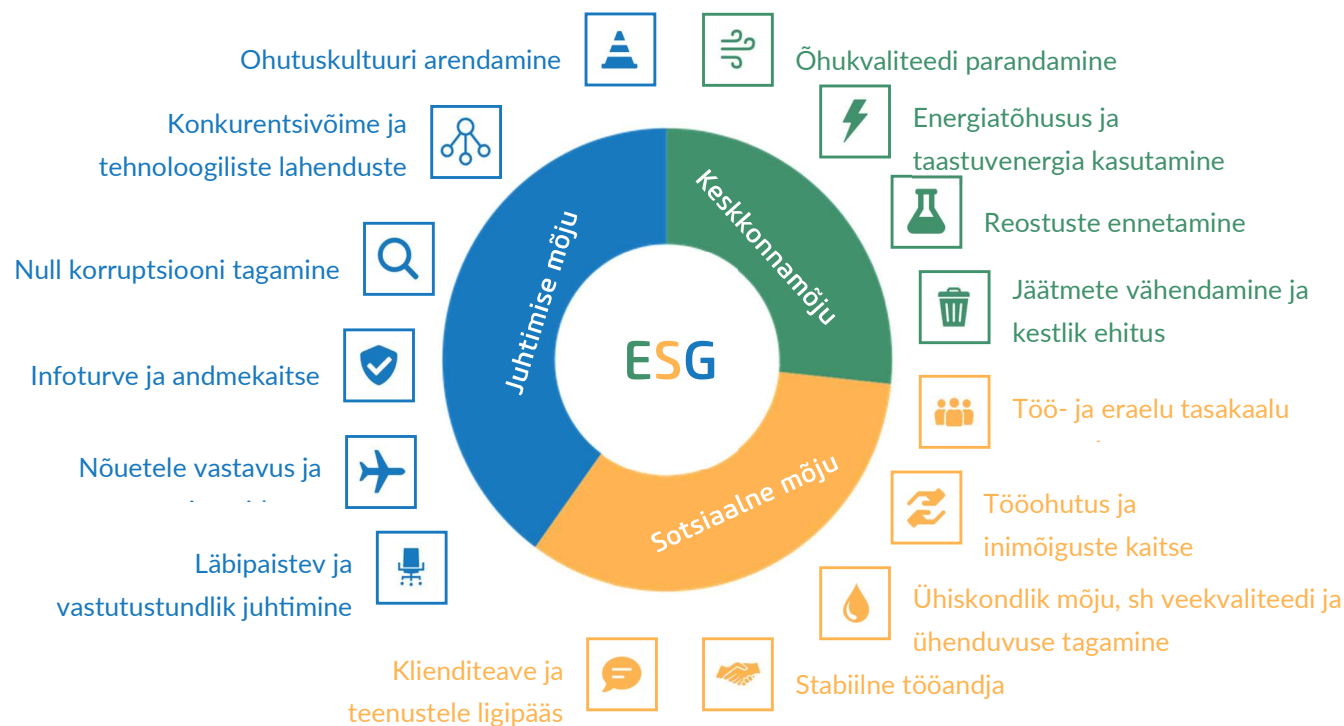 Ohutuskultuuri arendamine
Õhukvaliteedi parandamine
Konkurentsivõime ja
tehnoloogiliste lahenduste
Energiatõhusus ja
taastuvenergia kasutamine
Reostuste ennetamine
Null korruptsiooni tagamine
Jäätmete vähendamine ja
kestlik ehitus
Infoturve ja andmekaitse
Töö- ja eraelu tasakaalu
Nõuetele vastavus ja
Tööohutus ja
inimõiguste kaitse
Läbipaistev ja
vastutustundlik juhtimine
Ühiskondlik mõju, sh veekvaliteedi ja
ühenduvuse tagamine
Klienditeave ja
teenustele ligipääs
Stabiilne tööandja
Juhtimise mõju
Keskkonnamõju
Sotsiaalne mõju
ESG